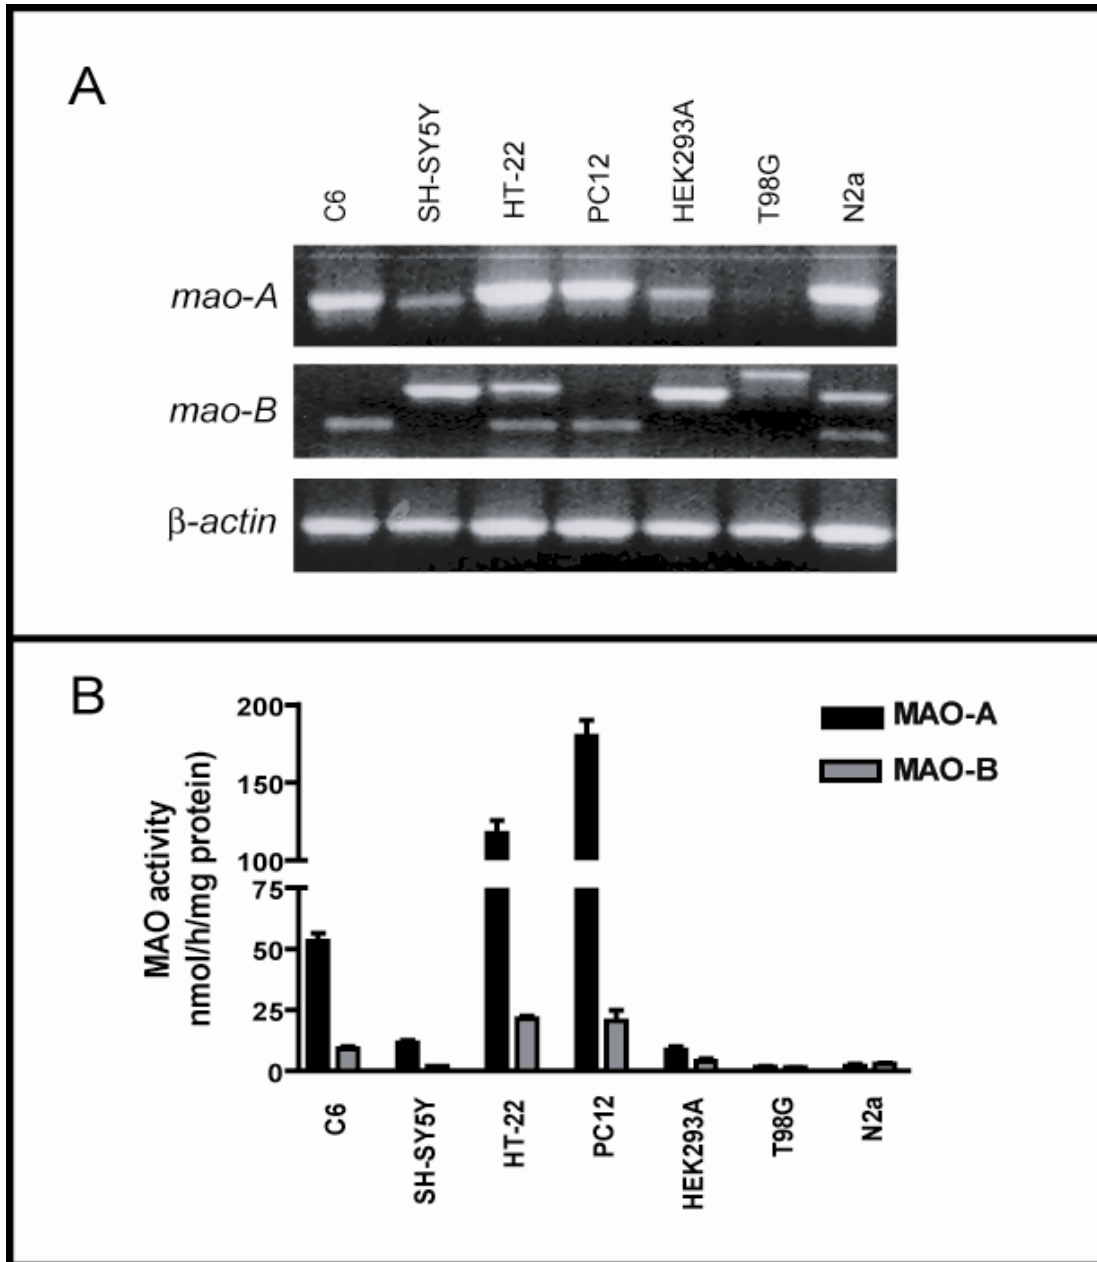 A
C6
SH-SY5Y
HT-22
PC12
HEK293A
T98G
N2a
mao-A
mao-B
β-actin
B
200
150
100
75
50
25
0
MAO activity
nmol/h/mg protein)
MAO-A
MAO-B
C6
SH-SY5Y
HT-22
PC12
HEK293A
T98G
N2a